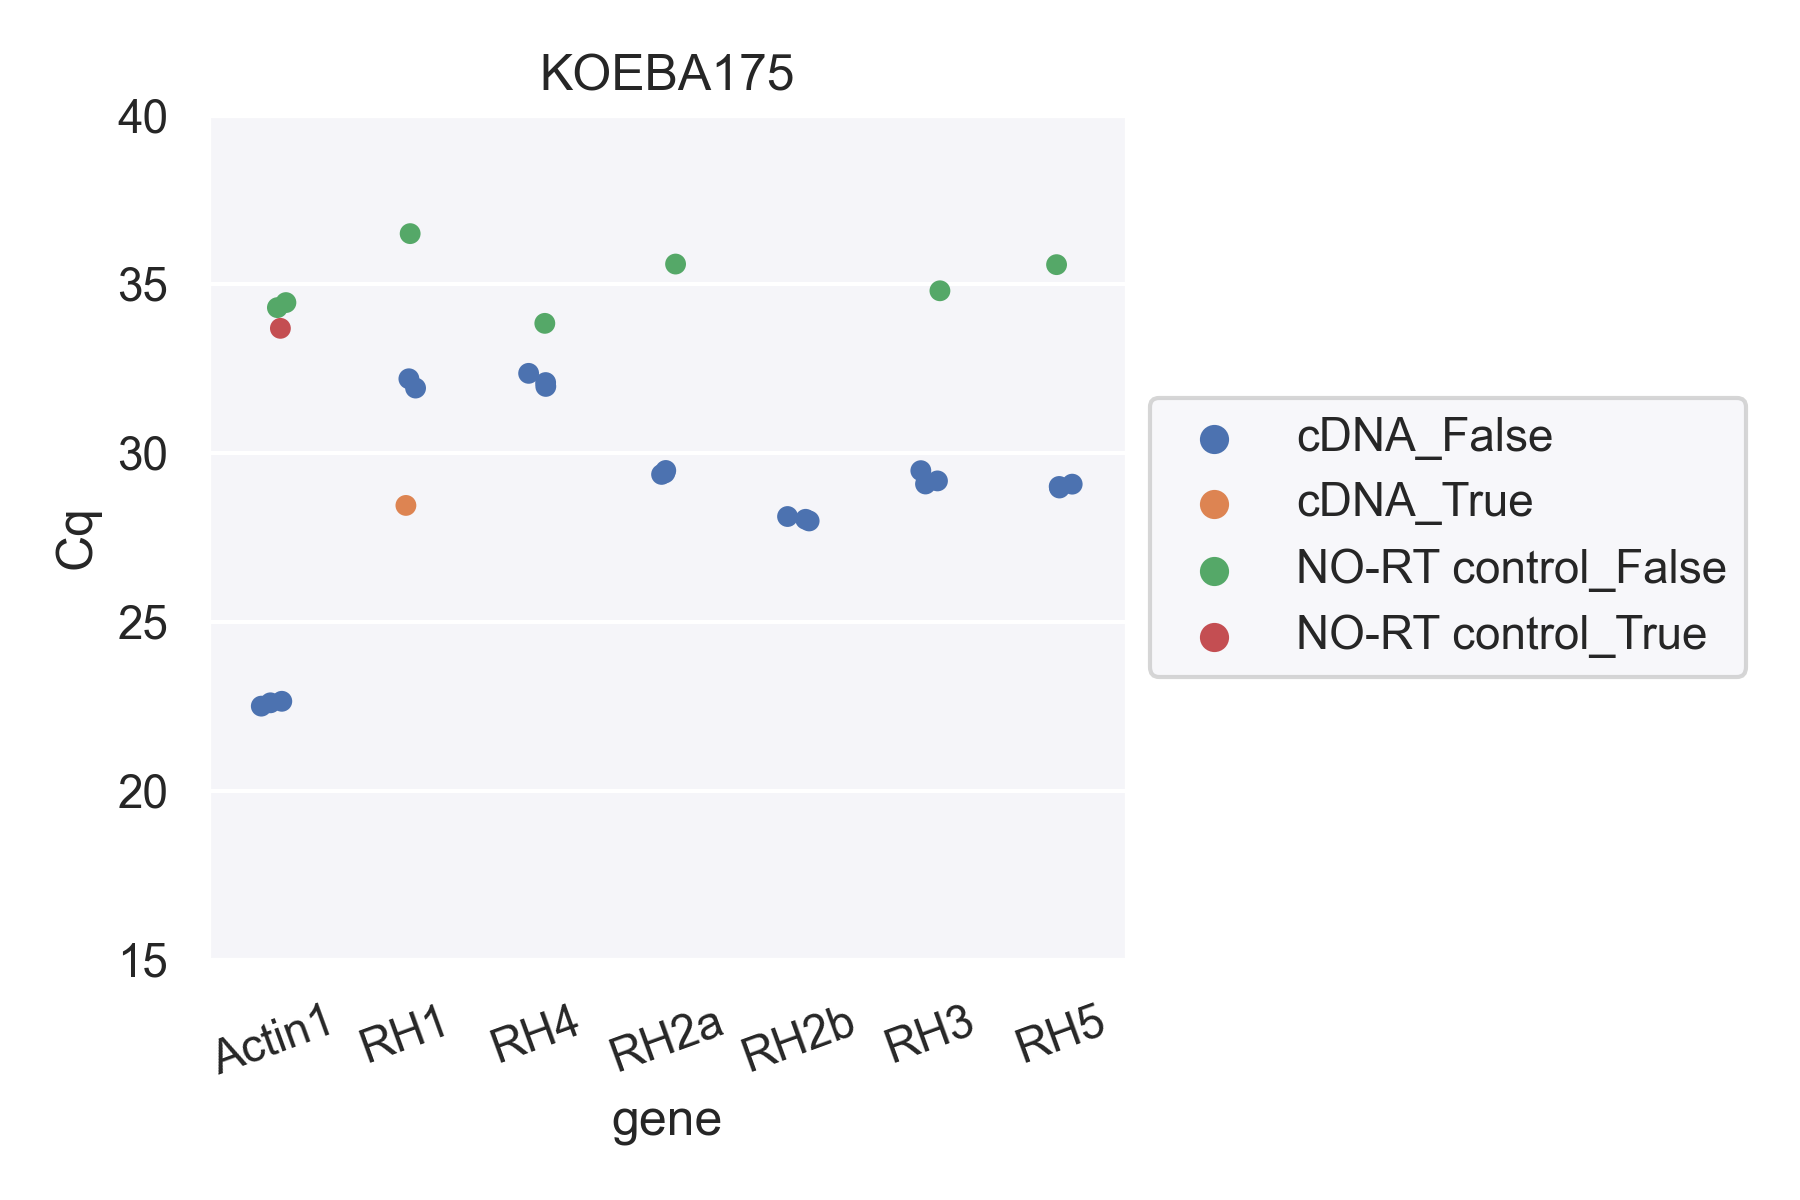 KOEBA175
40
35
30
25
20
15
Cq
Actin1
RH1
RH4
RH2a
RH2b
RH3
RH5
gene
cDNA_False
cDNA_True
NO-RT control_False
NO-RT control_True